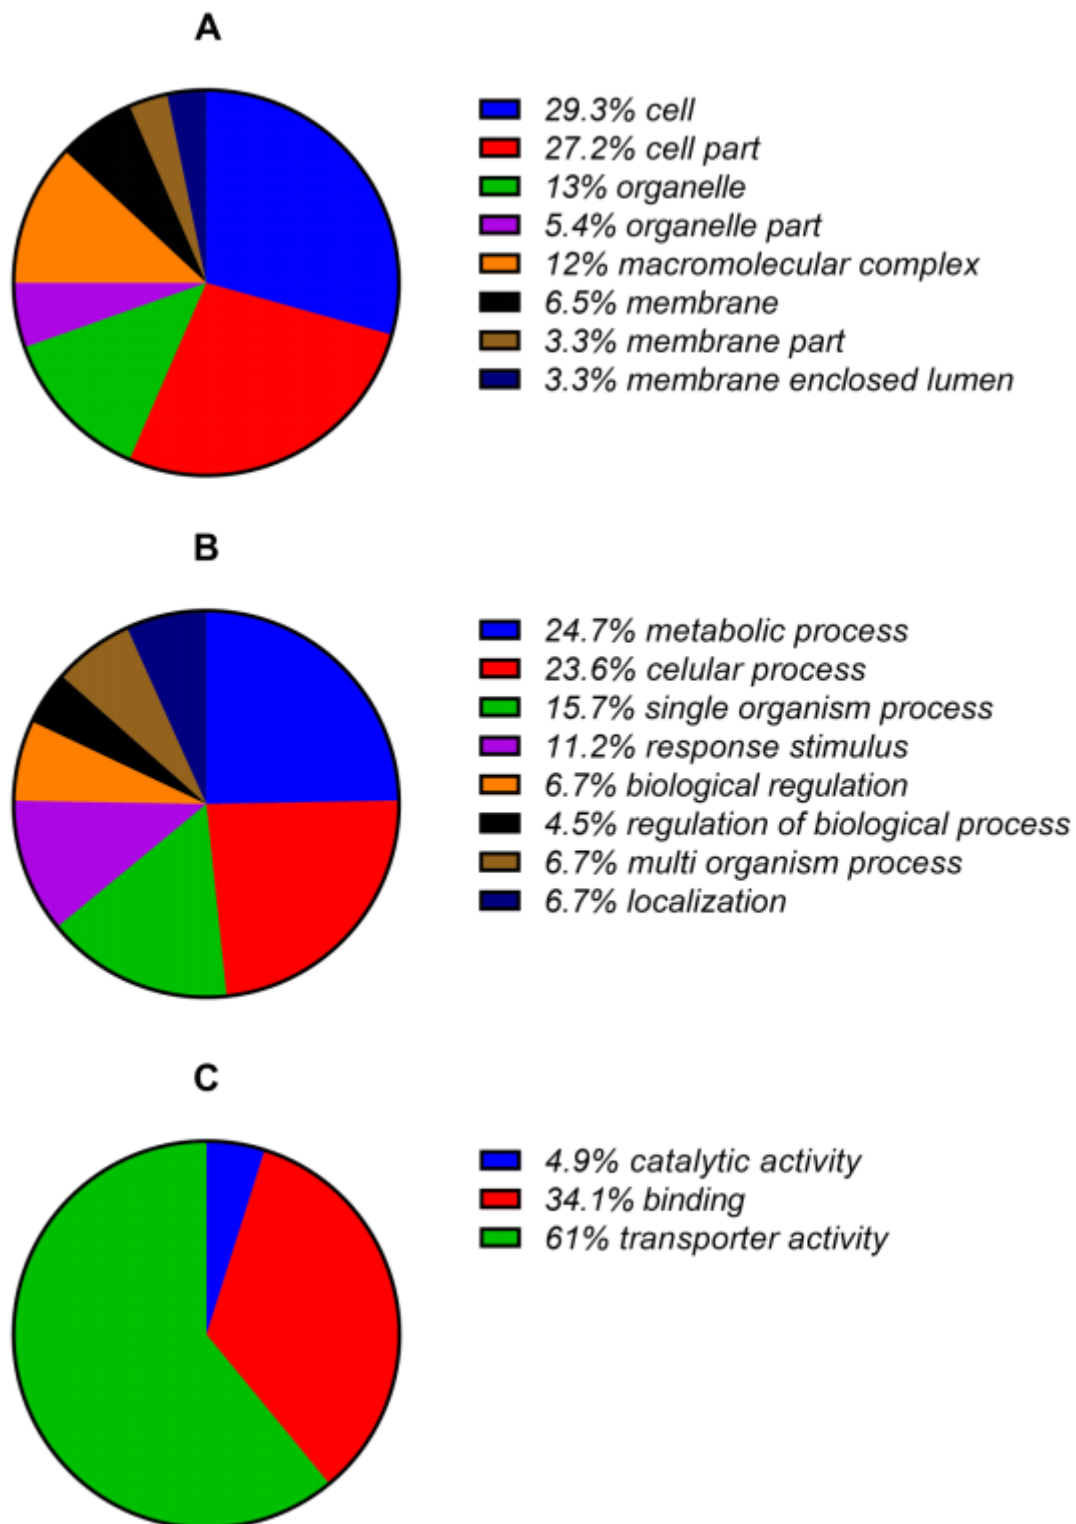 A
29.3% cell
27.2% cell part
13% organelle
5.4% organelle part
12% macromolecular complex
6.5% membrane
3.3% membrane part
3.3% membrane enclosed lumen
B
24.7% metabolic process
23.6% celular process
15.7% single organism process
11.2% response stimulus
6.7% biological regulation
4.5% regulation of biological process
6.7% multi organism process
6.7% localization
C
4.9% catalytic activity
34.1% binding
61% transporter activity